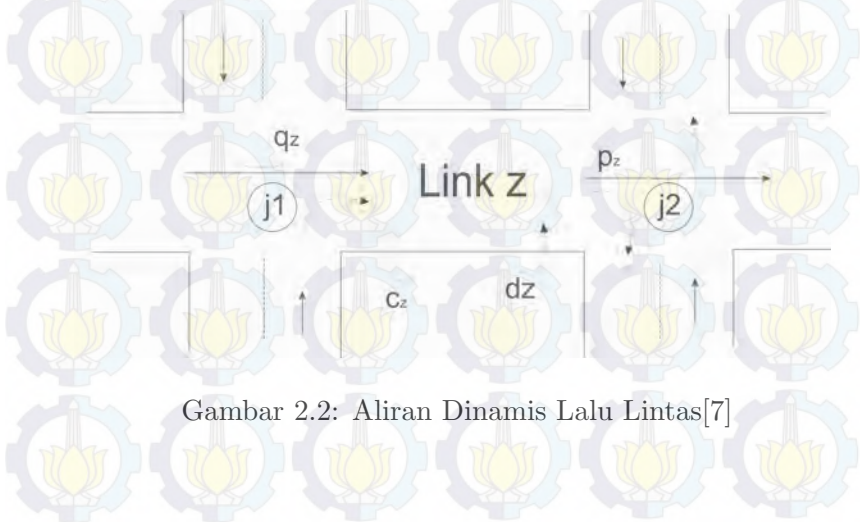 qz
pz
Link z
j1
j2
cz
dz
Gambar 2.2: Aliran Dinamis Lalu Lintas[7]